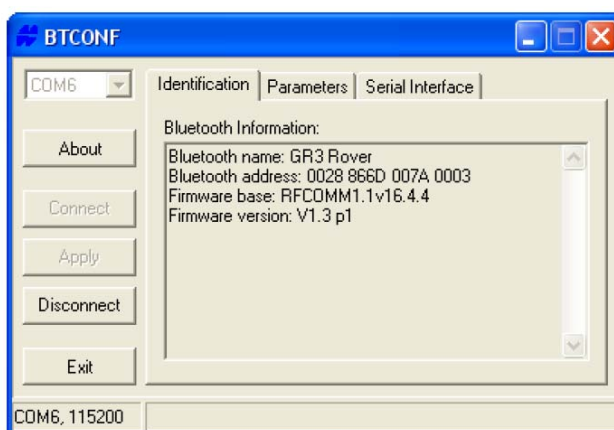 BTCONF
COM6
Identification
Parameters
Serial Interface
About
Connect
Apply
Disconnect
Exit
Bluetooth Information:
Bluetooth name: GR3 Rover
Bluetooth address: 0028 866D 007A 0003
Firmware base: RFCOMM1.1v16.4.4
Firmware version: V1.3 p1
COM6, 115200